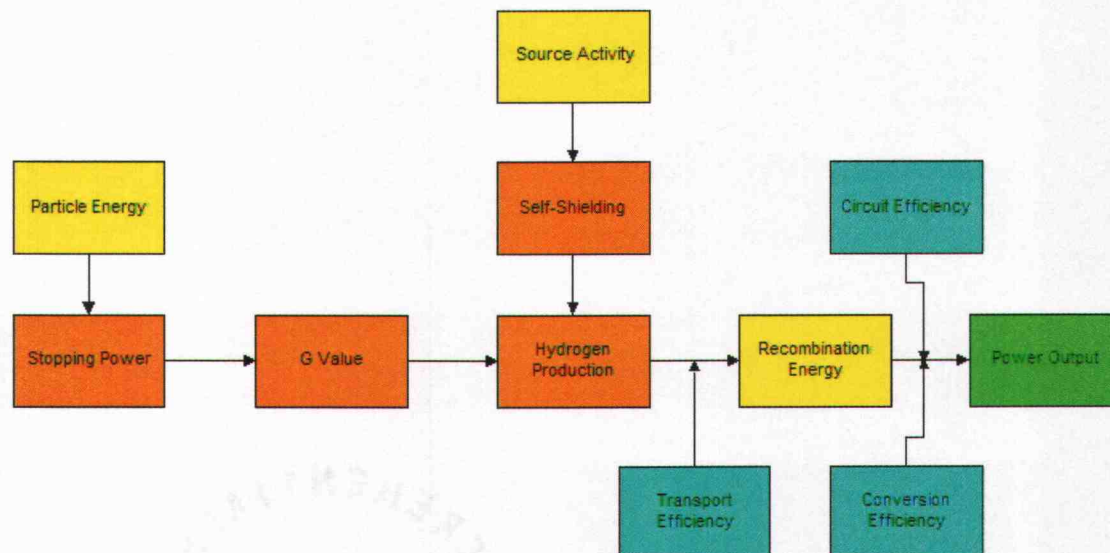 Source Activity
Particle Energy
Self-Shielding
Circuit Efficiency
Stopping Power
G Value
Hydrogen
Production
Recombination
Energy
Power Output
Transport
Efficiency
Conversion
Efficiency